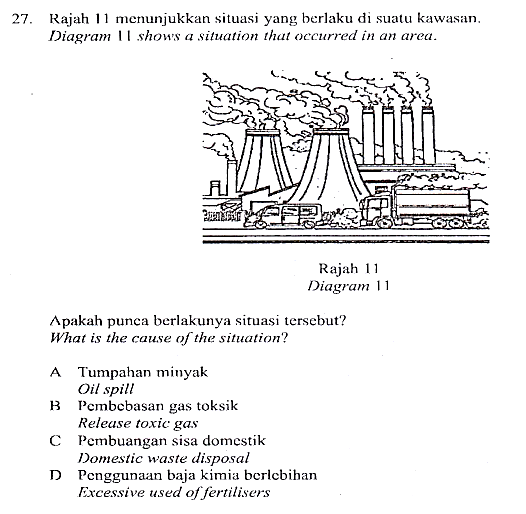 27. Rajah 11 menunjukkan situasi yang berlaku di suatu kawasan.
Diagram 11 shows a situation that occurred in an area.
Rajah 11
Diagram 11
Apakah punca berlakunya situasi tersebut?
What is the cause of the situation?
A Tumpahan minyak
Oil spill
B Pembebasan gas toksik
Release toxic gas
C Pembuangan sisa domestik
Domestic waste disposal
D Penggunaan baja kimia berlebihan
Excessive used of fertilisers